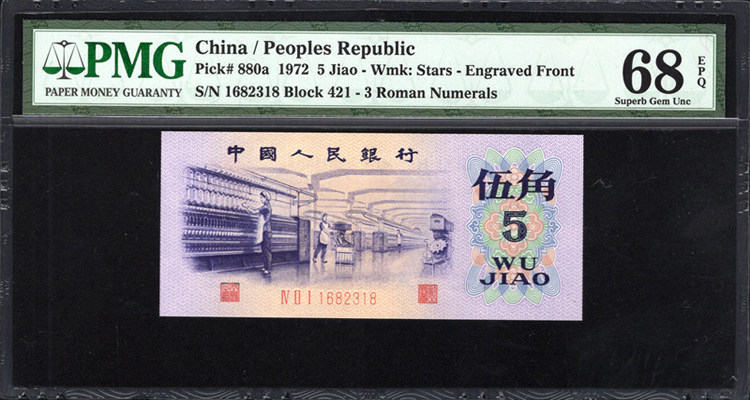 PMG
PAPER MONEY GUARANTY
China / Peoples Republic
Pick# 880a 1972 5 Jiao - Wmk: Stars - Engraved Front
S/N 1682318 Block 421 - 3 Roman Numerals
68
EPQ
Superb Gem Unc
中國人民銀行
伍角
5
WU
JIAO
IV II I 1682318